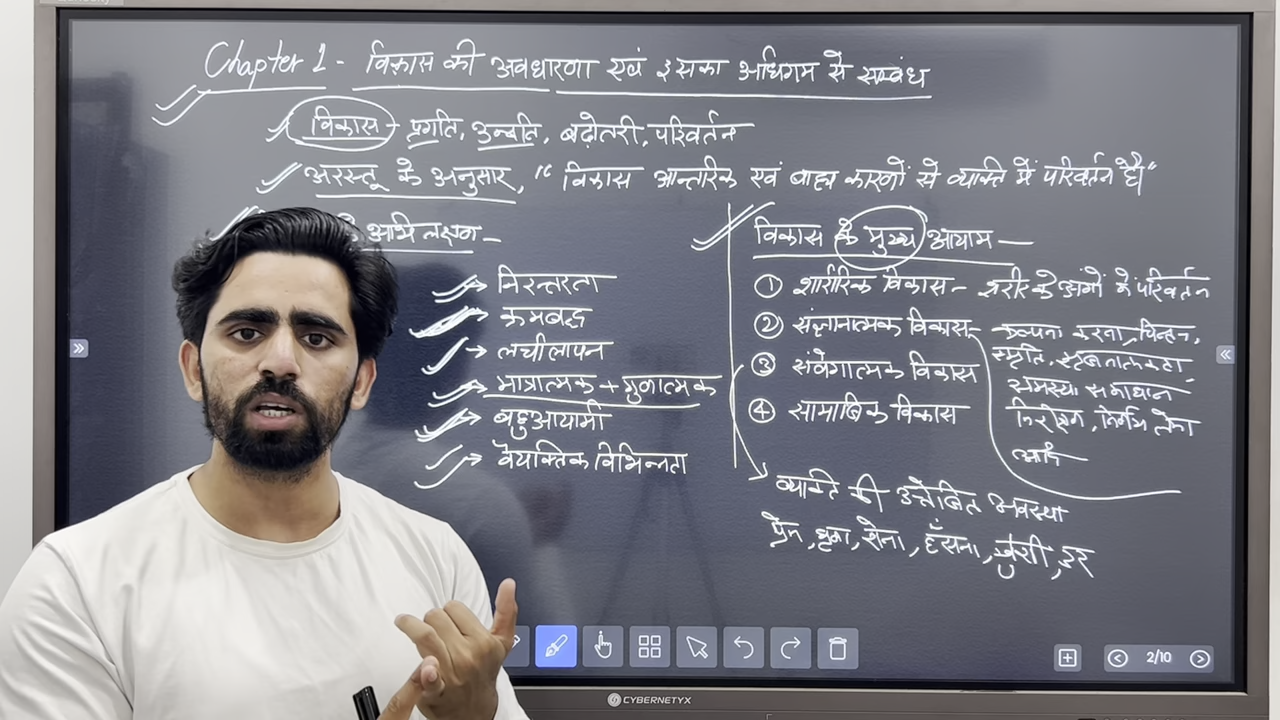 Chapter 1 - विकास की अवधारणा एवं इसका अधिगम से सम्बंध
विकास - प्रगति, उन्नति, बढ़ोतरी, परिवर्तन
अरस्तू के अनुसार, “ विकास आन्तरिक एवं बाह्य कारणों से व्यक्ति में परिवर्तन है”
की अभिलक्षण -
→ निरन्तरता
→ क्रमबद्ध
→ लचीलापन
→ मात्रात्मक + गुणात्मक
→ बहुआयामी
→ वैयक्तिक विभिन्नता
विकास के मुख्य आयाम -
① शारीरिक विकास - शरीर के अंगों में परिवर्तन
② संज्ञानात्मक विकास - कल्पना करना, चिन्तन,
स्मृति, सृजनात्मकता
समस्या समाधान
निर्णय लेना
आदि
③ संवेगात्मक विकास
④ सामाजिक विकास
व्यक्ति की उत्तेजित अवस्था
प्रेम, घृणा, रोना, हँसना, खुशी, डर
2/10
CYBERNETYX